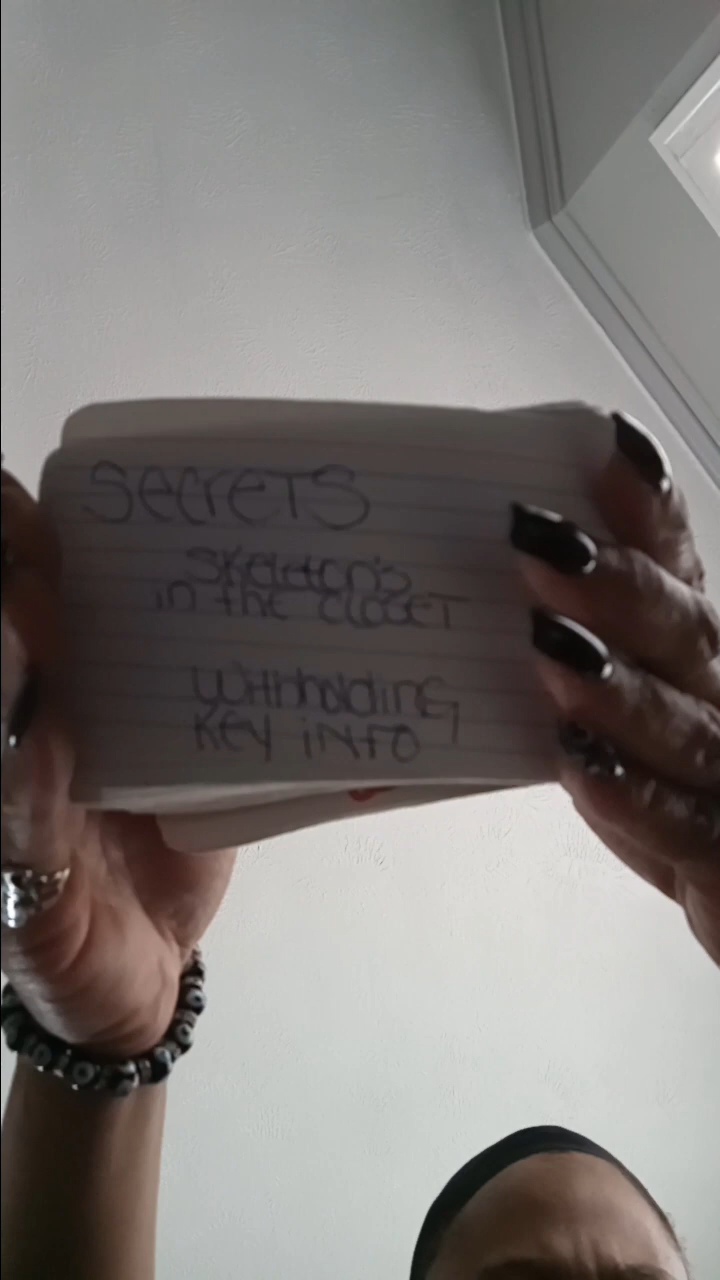 SecreTS
Skeleton's
in the closeT
Withholding
Key iNfo